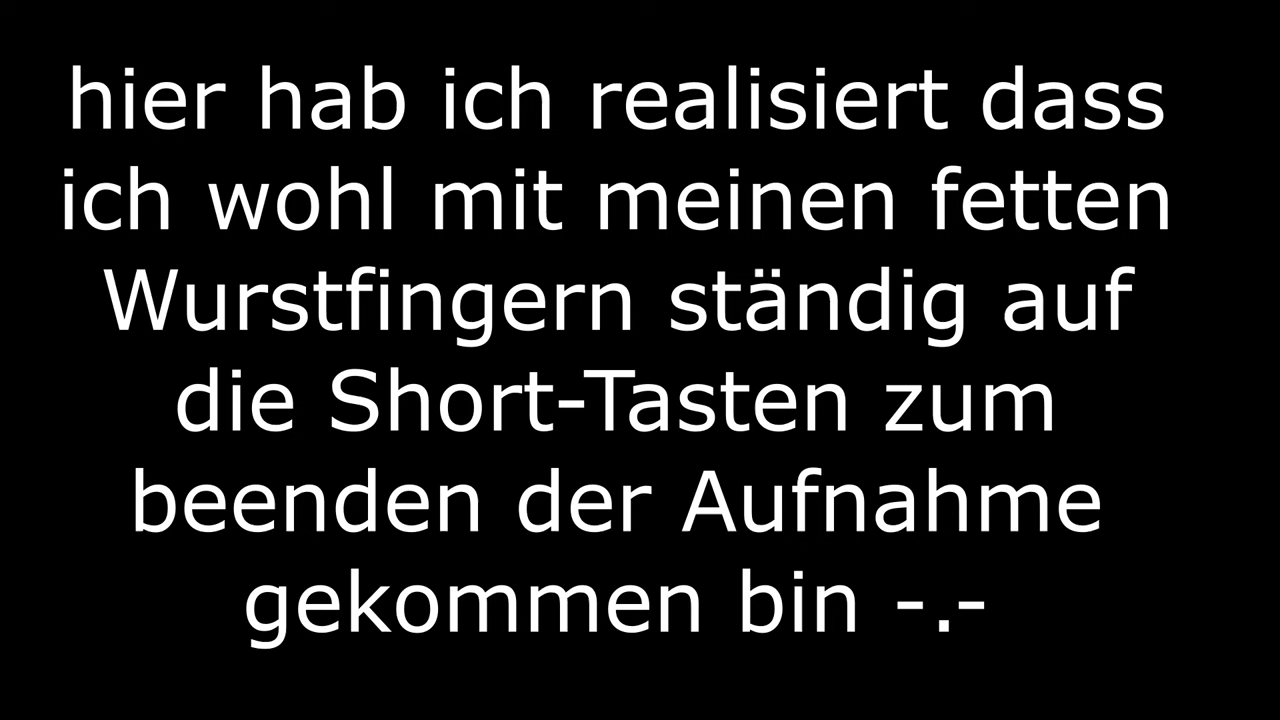 hier hab ich realisiert dass
ich wohl mit meinen fetten
Wurstfingern ständig auf
die Short-Tasten zum
beenden der Aufnahme
gekommen bin -.-